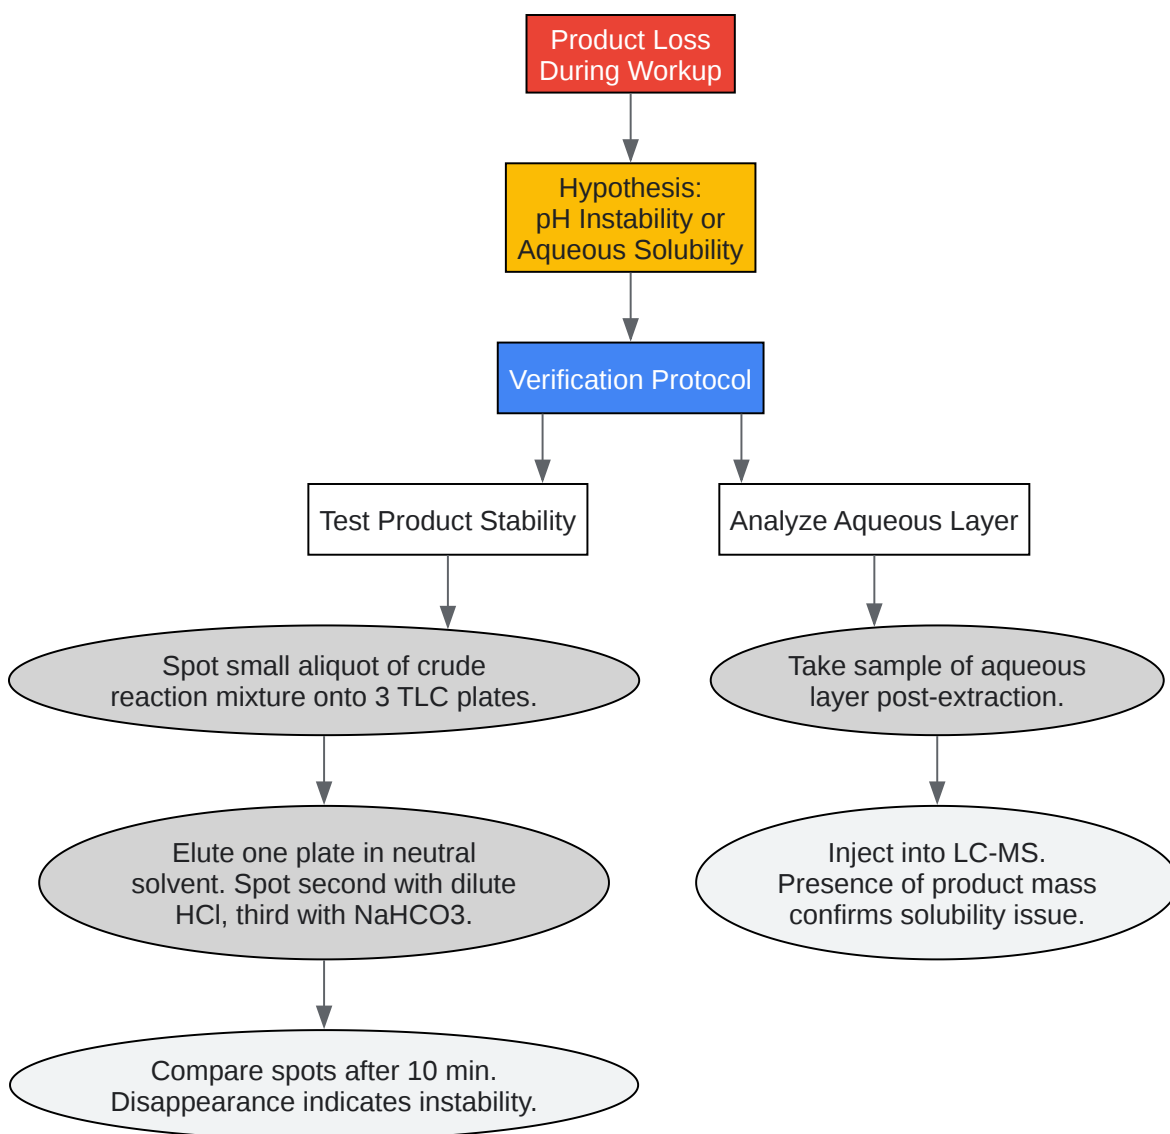 Product Loss
During Workup
Hypothesis:
pH Instability or
Aqueous Solubility
Verification Protocol
Test Product Stability
Analyze Aqueous Layer
Spot small aliquot of crude
reaction mixture onto 3 TLC plates.
Take sample of aqueous
layer post-extraction.
Elute one plate in neutral
solvent. Spot second with dilute
HCl, third with NaHCO3.
Inject into LC-MS.
Presence of product mass
confirms solubility issue.
Compare spots after 10 min.
Disappearance indicates instability.